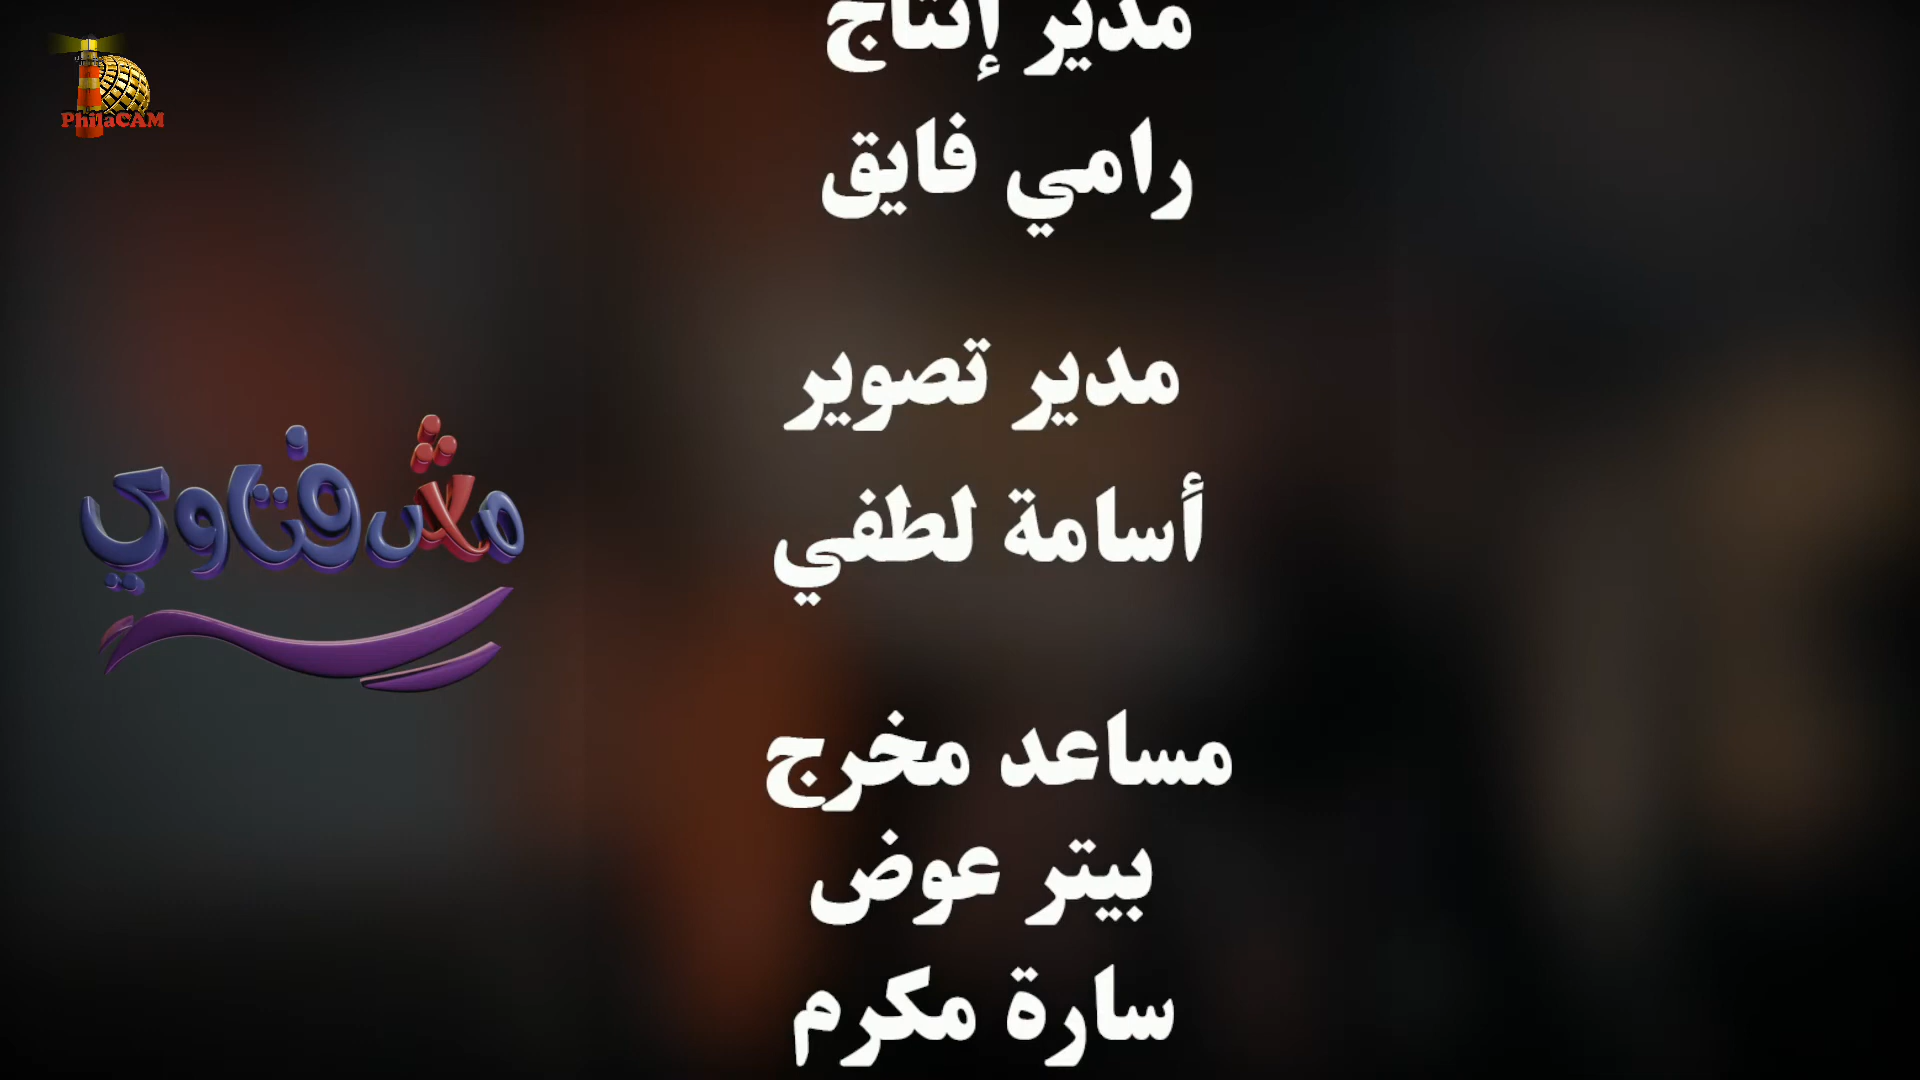 PhilaCAM
مدير إنتاج
رامي فايق
مدير تصوير
أسامة لطفي
مش فتاوي
مساعد مخرج
بيتر عوض
سارة مكرم